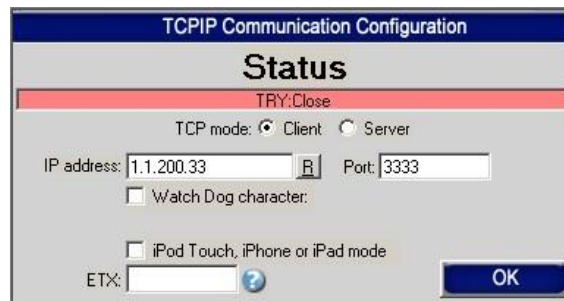 TCPIP Communication Configuration
Status
TRY:Close
TCP mode: Client Server
IP address: 1.1.200.33 R Port: 3333
Watch Dog character:
iPod Touch, iPhone or iPad mode
ETX: ? OK